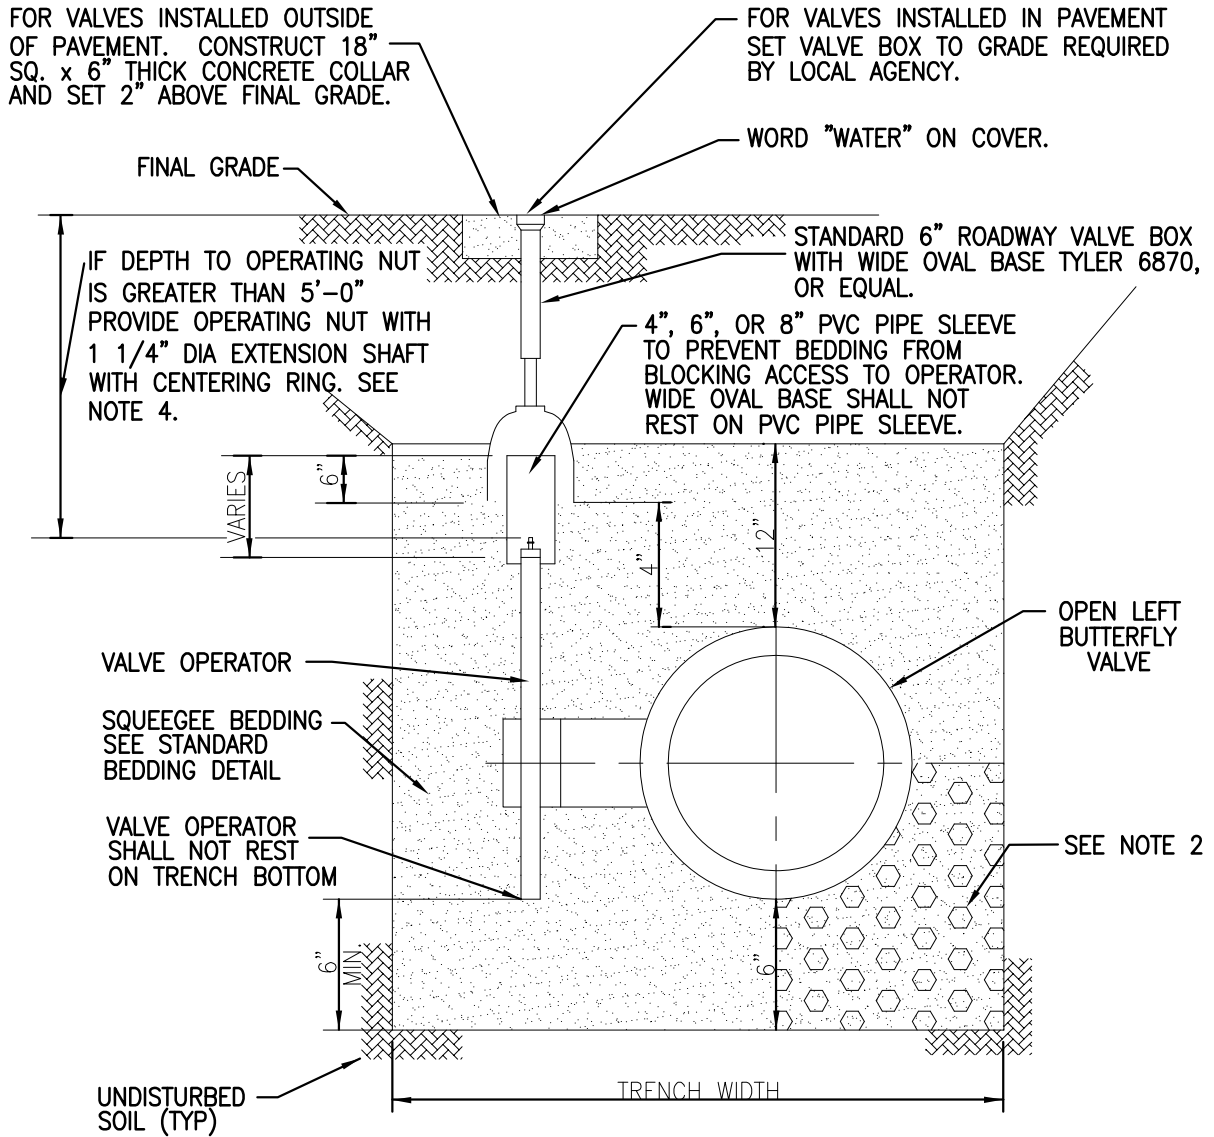 FOR VALVES INSTALLED OUTSIDE
OF PAVEMENT. CONSTRUCT 18"
SQ. x 6" THICK CONCRETE COLLAR
AND SET 2" ABOVE FINAL GRADE.
FOR VALVES INSTALLED IN PAVEMENT
SET VALVE BOX TO GRADE REQUIRED
BY LOCAL AGENCY.
WORD "WATER" ON COVER.
FINAL GRADE
STANDARD 6" ROADWAY VALVE BOX
WITH WIDE OVAL BASE TYLER 6870,
OR EQUAL.
IF DEPTH TO OPERATING NUT
IS GREATER THAN 5'-0"
PROVIDE OPERATING NUT WITH
1 1/4" DIA EXTENSION SHAFT
WITH CENTERING RING. SEE
NOTE 4.
4", 6", OR 8" PVC PIPE SLEEVE
TO PREVENT BEDDING FROM
BLOCKING ACCESS TO OPERATOR.
WIDE OVAL BASE SHALL NOT
REST ON PVC PIPE SLEEVE.
VARIES
6"
4"
12"
OPEN LEFT
BUTTERFLY
VALVE
VALVE OPERATOR
SQUEEGEE BEDDING
SEE STANDARD
BEDDING DETAIL
VALVE OPERATOR
SHALL NOT REST
ON TRENCH BOTTOM
SEE NOTE 2
6"
MIN.
6"
UNDISTURBED
SOIL (TYP)
TRENCH WIDTH